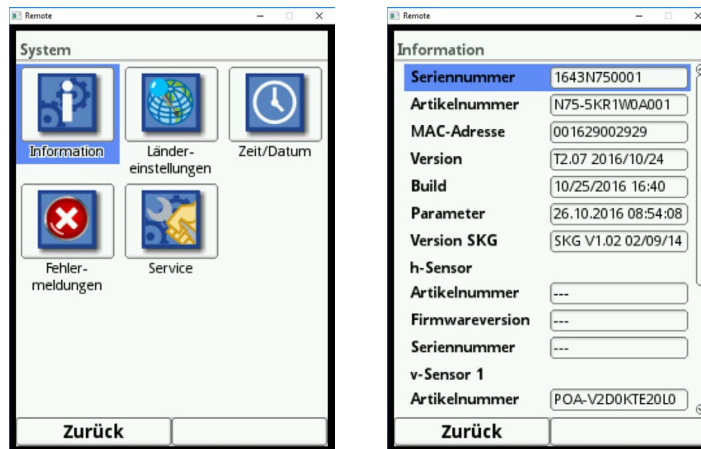 Remote
System
Information
Länder-
einstellungen
Zeit/Datum
Fehler-
meldungen
Service
Zurück
Remote
Information
Seriennummer 1643N750001
Artikelnummer N75-5KR1W0A001
MAC-Adresse 001629002929
Version T2.07 2016/10/24
Build 10/25/2016 16:40
Parameter 26.10.2016 08:54:08
Version SKG SKG V1.02 02/09/14
h-Sensor
Artikelnummer ---
Firmwareversion ---
Seriennummer ---
v-Sensor 1
Artikelnummer POA-V2D0KTE20L0
Zurück